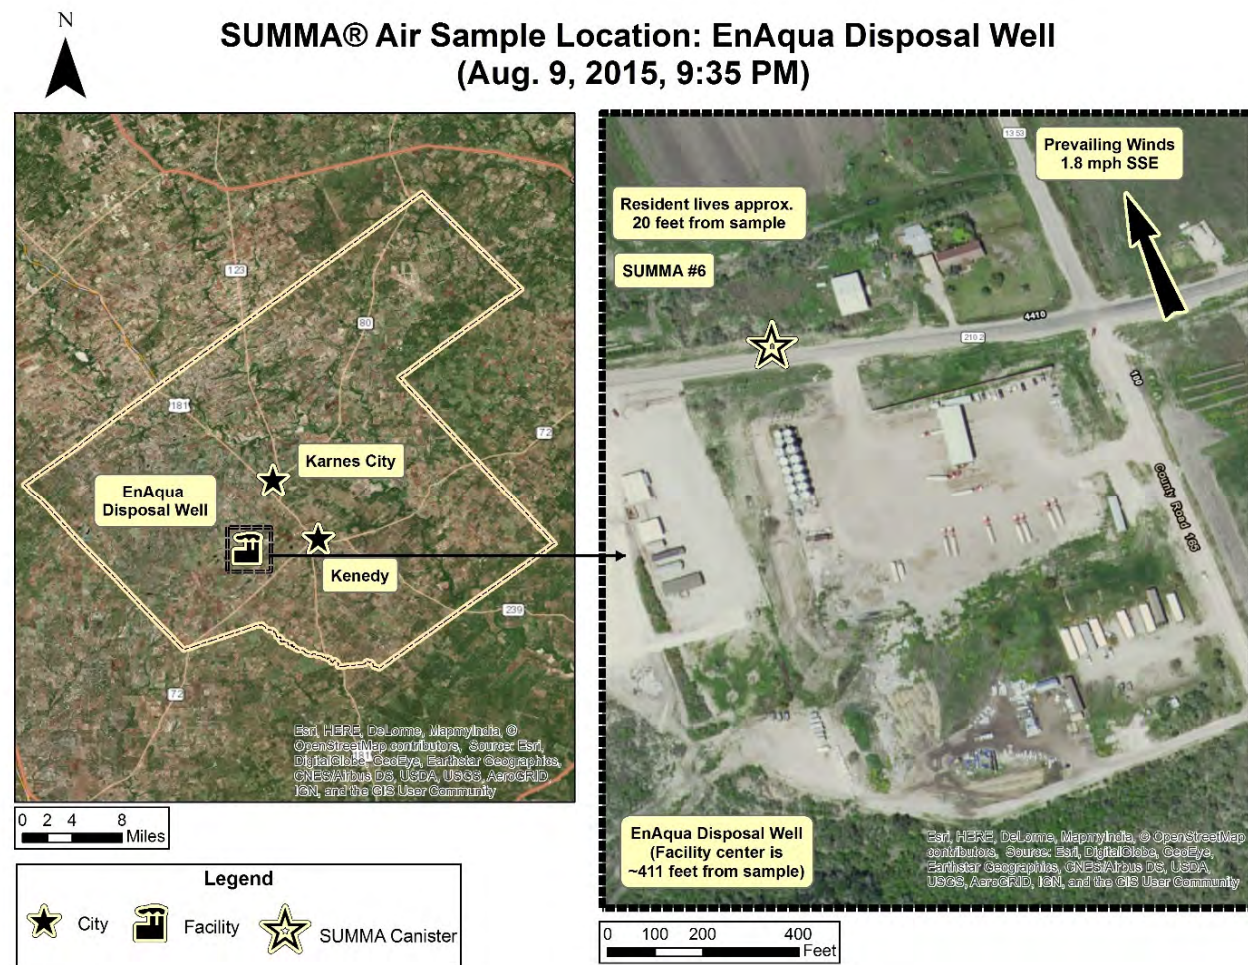 N
SUMMA® Air Sample Location: EnAqua Disposal Well
(Aug. 9, 2015, 9:35 PM)
123
80
181
72
Karnes City
EnAqua
Disposal Well
Kenedy
239
72
181
Esri, HERE, DeLorme, MapmyIndia, ©
OpenStreetMap contributors, Source: Esri,
DigitalGlobe, GeoEye, Earthstar Geographics,
CNES/Airbus DS, USDA, USGS, AeroGRID,
IGN, and the GIS User Community
0 2 4 8
Miles
Legend
City
Facility
SUMMA Canister
1353
Prevailing Winds
1.8 mph SSE
Resident lives approx.
20 feet from sample
SUMMA #6
4410
2102
190
County Road 165
EnAqua Disposal Well
(Facility center is
~411 feet from sample)
Esri, HERE, DeLorme, MapmyIndia, © OpenStreetMap
contributors, Source: Esri, DigitalGlobe, GeoEye,
Earthstar Geographics, CNES/Airbus DS, USDA,
USGS, AeroGRID, IGN, and the GIS User Community
0 100 200 400
Feet